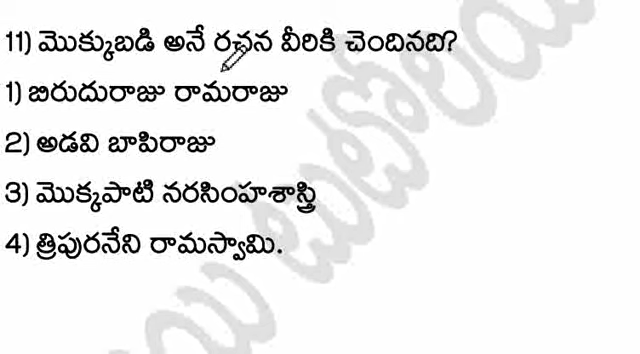 11) మొక్కుబడి అనే రచన వీరికి చెందినది?
1) బిరుదురాజు రామరాజు
2) అడవి బాపిరాజు
3) మొక్కపాటి నరసింహశాస్త్రి
4) త్రిపురనేని రామస్వామి.